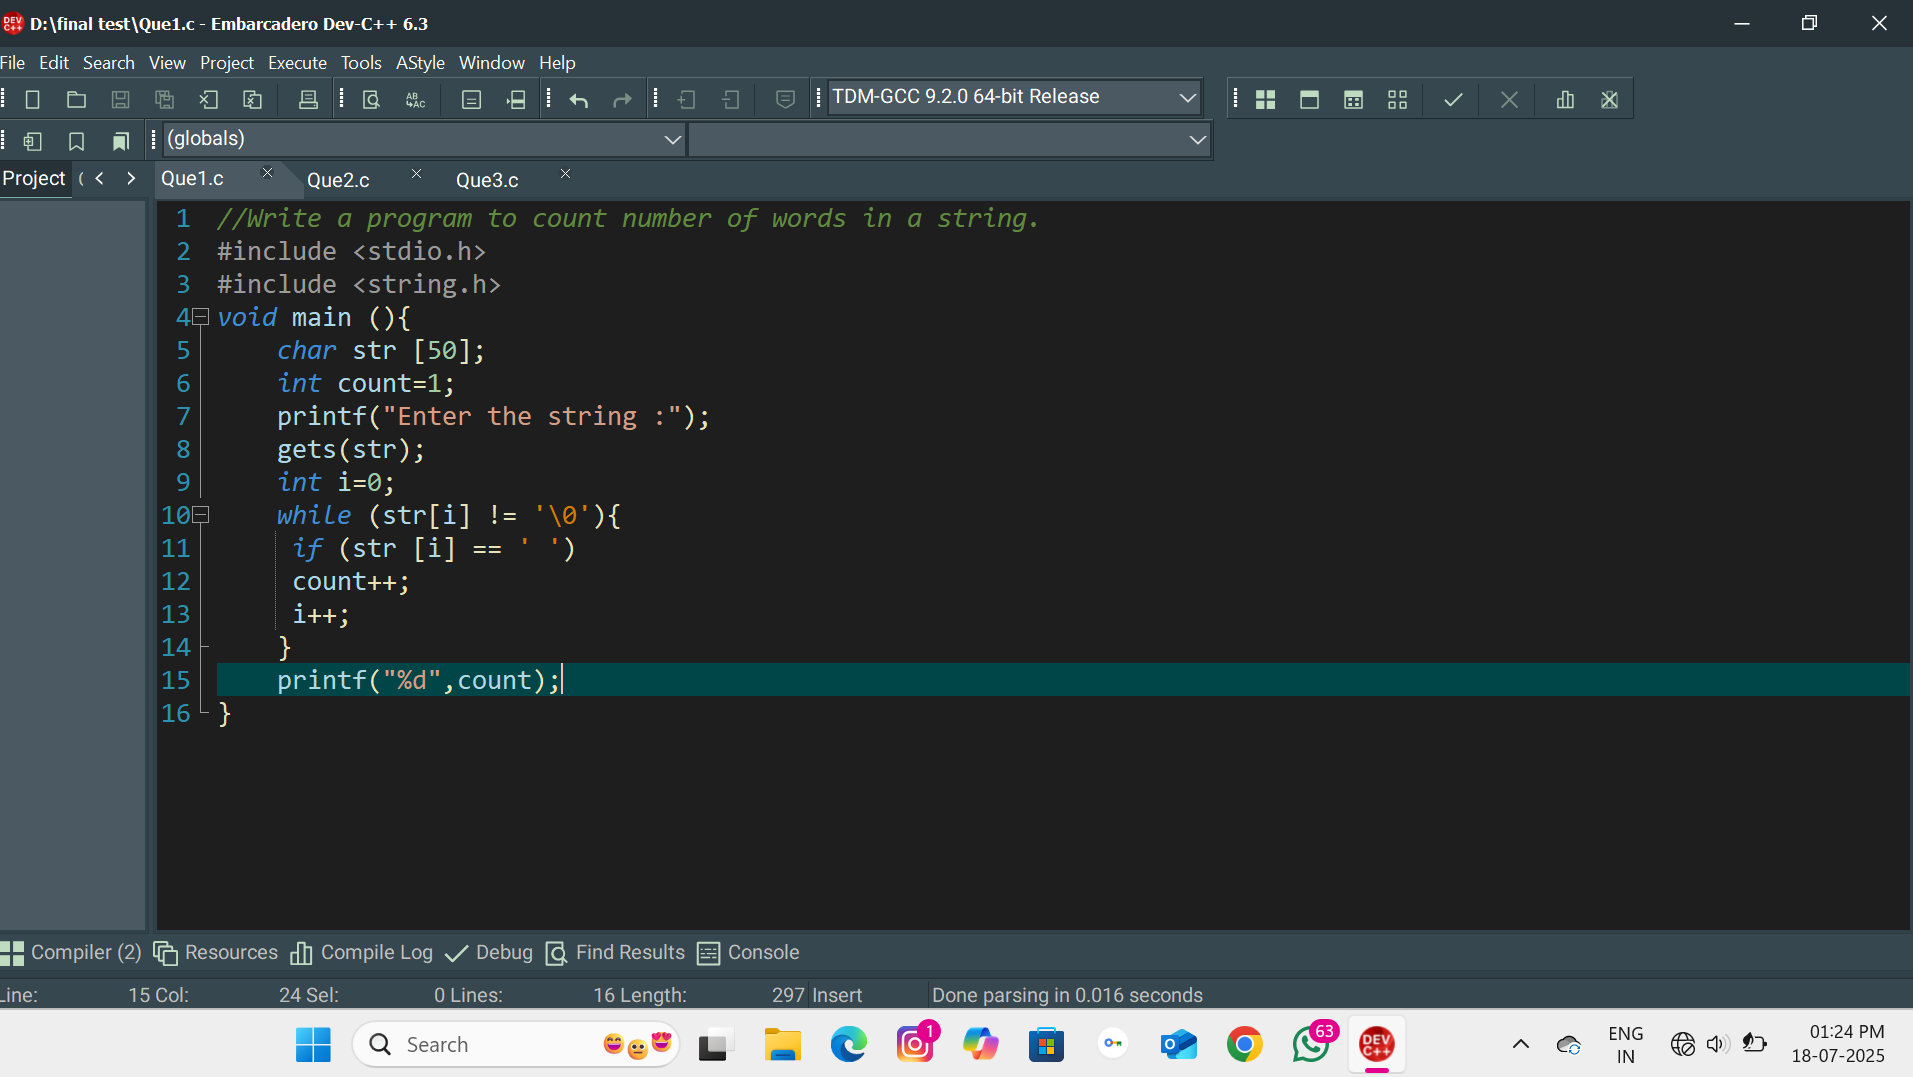 D:\final test\Que1.c - Embarcadero Dev-C++ 6.3
File Edit Search View Project Execute Tools AStyle Window Help
TDM-GCC 9.2.0 64-bit Release
(globals)
Project Que1.c Que2.c Que3.c
1 //Write a program to count number of words in a string.
2 #include <stdio.h>
3 #include <string.h>
4 void main (){
5 char str [50];
6 int count=1;
7 printf("Enter the string :");
8 gets(str);
9 int i=0;
10 while (str[i] != '\0'){
11 if (str [i] == ' ')
12 count++;
13 i++;
14 }
15 printf("%d",count);
16 }
Compiler (2) Resources Compile Log Debug Find Results Console
Line: 15 Col: 24 Sel: 0 Lines: 16 Length: 297 Insert Done parsing in 0.016 seconds
Search 1 63 DEV C++ ENG 01:24 PM
IN 18-07-2025